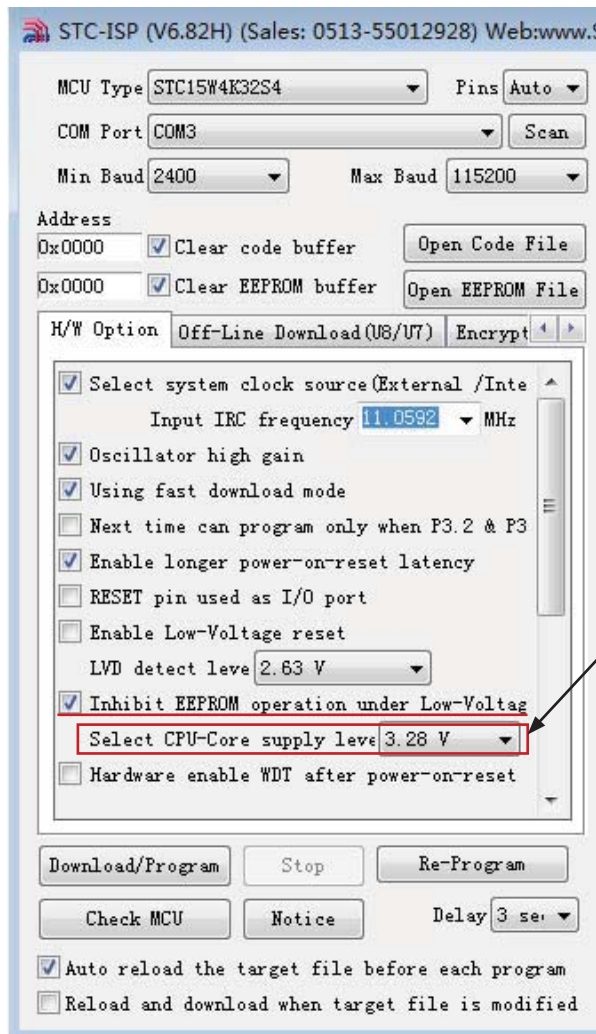 STC-ISP (V6.82H) (Sales: 0513-55012928) Web:www.
MCU Type STC15W4K32S4 Pins Auto
COM Port COM3 Scan
Min Baud 2400 Max Baud 115200
Address
0x0000 Clear code buffer Open Code File
0x0000 Clear EEPROM buffer Open EEPROM File
H/W Option Off-Line Download(U8/U7) Encrypt
Select system clock source(External /Inte
Input IRC frequency 11.0592 MHz
Oscillator high gain
Using fast download mode
Next time can program only when P3.2 & P3
Enable longer power-on-reset latency
RESET pin used as I/O port
Enable Low-Voltage reset
LVD detect leve 2.63 V
Inhibit EEPROM operation under Low-Voltag
Select CPU-Core supply leve 3.28 V
Hardware enable WDT after power-on-reset
Download/Program Stop Re-Program
Check MCU Notice Delay 3 se
Auto reload the target file before each program
Reload and download when target file is modified